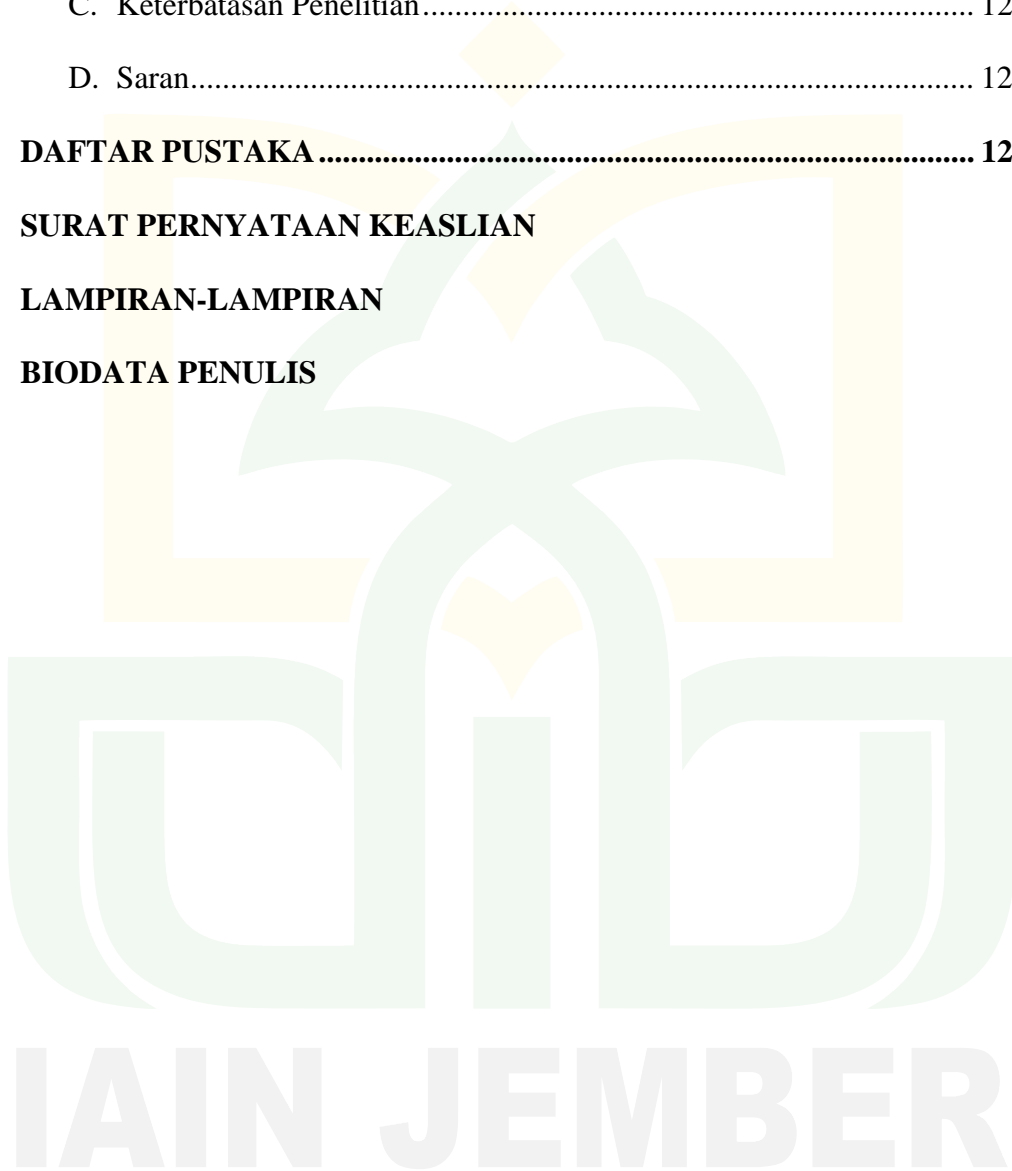 C. Keterbatasan Penelitian.......................................................................... 12
D. Saran.................................................................................................. 12
DAFTAR PUSTAKA.................................................................................. 12
SURAT PERNYATAAN KEASLIAN
LAMPIRAN-LAMPIRAN
BIODATA PENULIS
IAIN JEMBER